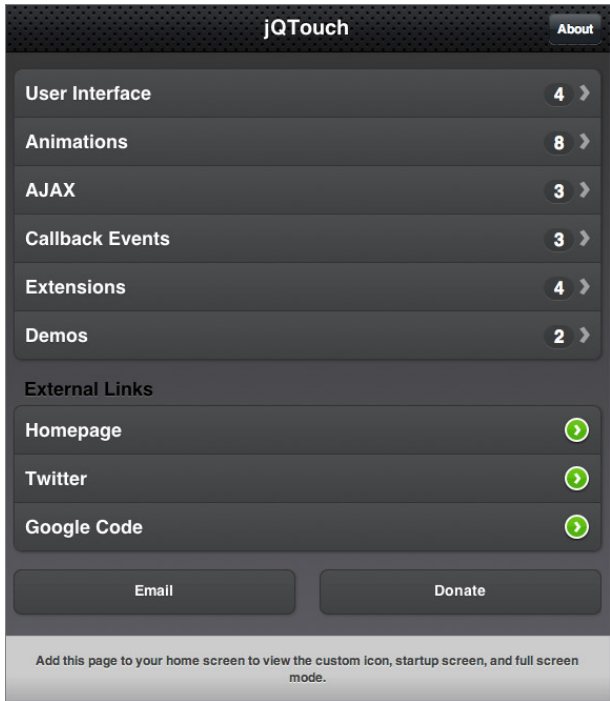 jQTouch
About
User Interface 4
Animations 8
AJAX 3
Callback Events 3
Extensions 4
Demos 2
External Links
Homepage
Twitter
Google Code
Email Donate
Add this page to your home screen to view the custom icon, startup screen, and full screen
mode.